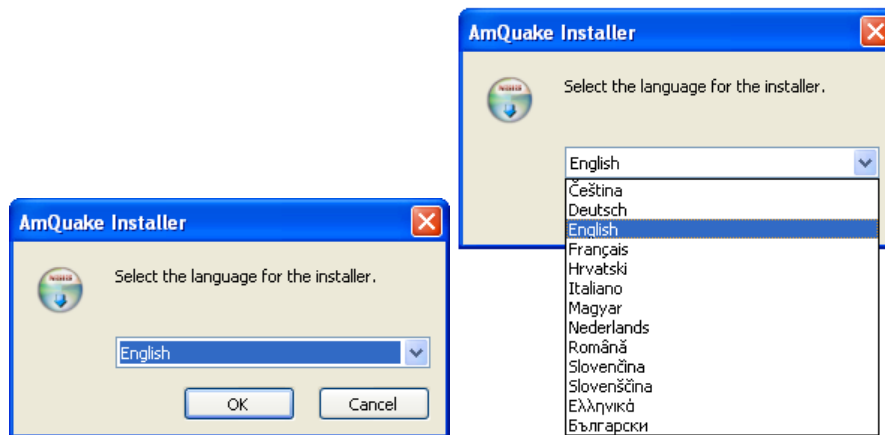 AmQuake Installer
Select the language for the installer.
English
OK
Cancel
AmQuake Installer
Select the language for the installer.
English
Čeština
Deutsch
English
Français
Hrvatski
Italiano
Magyar
Nederlands
Română
Slovenčina
Slovenščina
Ελληνικά
Български